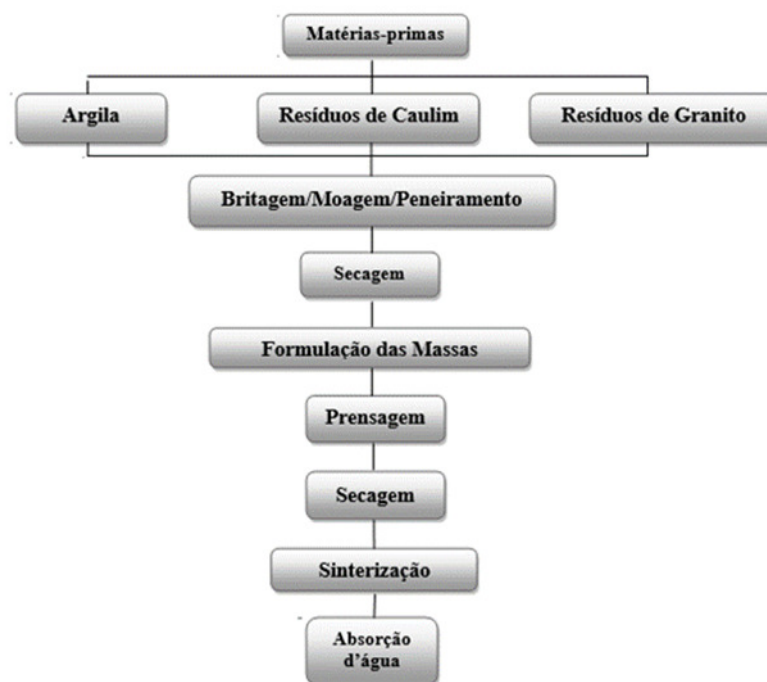 Matérias-primas
Argila
Resíduos de Caulim
Resíduos de Granito
Britagem/Moagem/Peneiramento
Secagem
Formulação das Massas
Prensagem
Secagem
Sinterização
Absorção
d’água